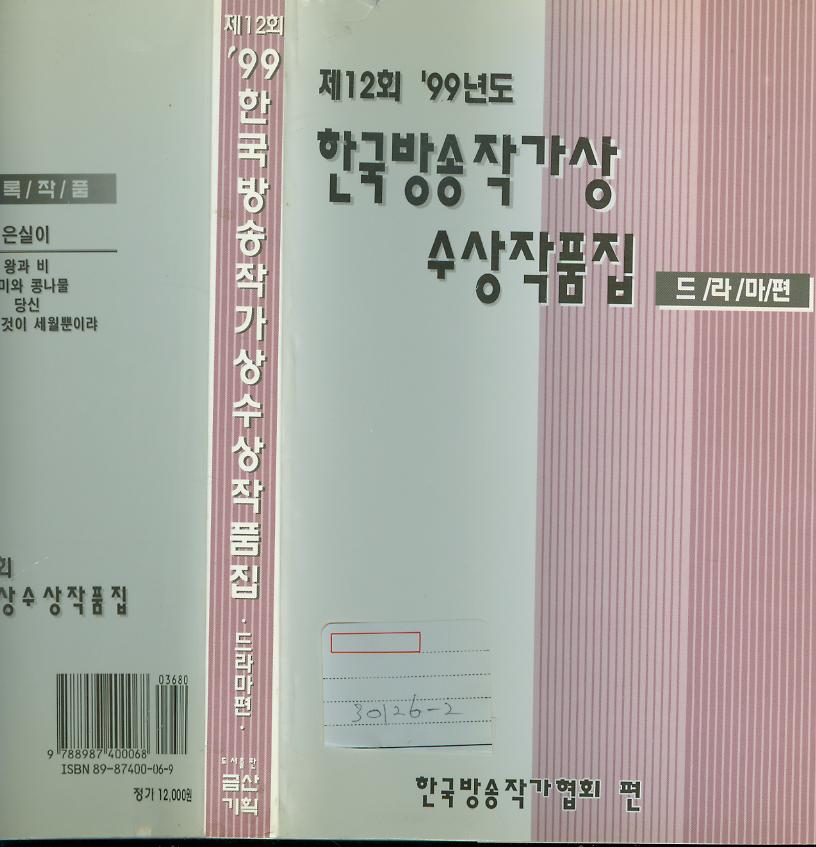 록/작/품
은실이
왕과 비
미와 콩나물
당신
것이 세월뿐이랴
회
상수상작품집
03680
9 788987 400068
ISBN 89-87400-06-9
정가 12,000원
제12회
'99 한국방송작가상수상작품집
·드라마편·
도서출판
금산
기획
제12회 '99년도
한국방송작가상
수상작품집
드/라/마/편
30126-2
한국방송작가협회 편